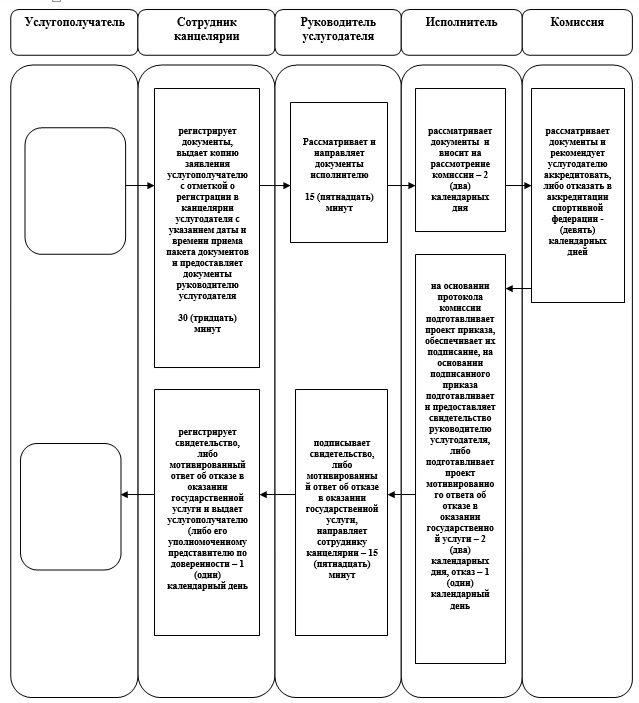 Услугополучатель
Сотрудник
канцелярии
Руководитель
услугодателя
Исполнитель
Комиссия
регистрирует
документы,
выдает копию
заявления
услугополучателю
с отметкой о
регистрации в
канцелярии
услугодателя с
указанием даты и
времени приема
пакета документов
и предоставляет
документы
руководителю
услугодателя
30 (тридцать)
минут
Рассматривает и
направляет
документы
исполнителю
15 (пятнадцать)
минут
рассматривает
документы и
вносит на
рассмотрение
комиссии – 2
(два)
календарных
дня
рассматривает
документы и
рекомендует
услугодателю
аккредитовать,
либо отказать в
аккредитации
спортивной
федерации -
(девять)
календарных
дней
на основании
протокола
комиссии
подготавливает
проект приказа,
обеспечивает их
подписание, на
основании
подписанного
приказа
подготавливает
и предоставляет
свидетельство
руководителю
услугодателя,
либо
подготавливает
проект
мотивированно
го ответа об
отказе в
оказании
государственно
й услуги – 2
(два)
календарных
дня, отказ – 1
(один)
календарный
день
подписывает
свидетельство,
либо
мотивированны
й ответ об отказе
в оказании
государственной
услуги,
направляет
сотруднику
канцелярии – 15
(пятнадцать)
минут
регистрирует
свидетельство,
либо
мотивированный
ответ об отказе в
оказании
государственной
услуги и выдает
услугополучателю
(либо его
уполномоченному
представителю по
доверенности – 1
(один)
календарный день